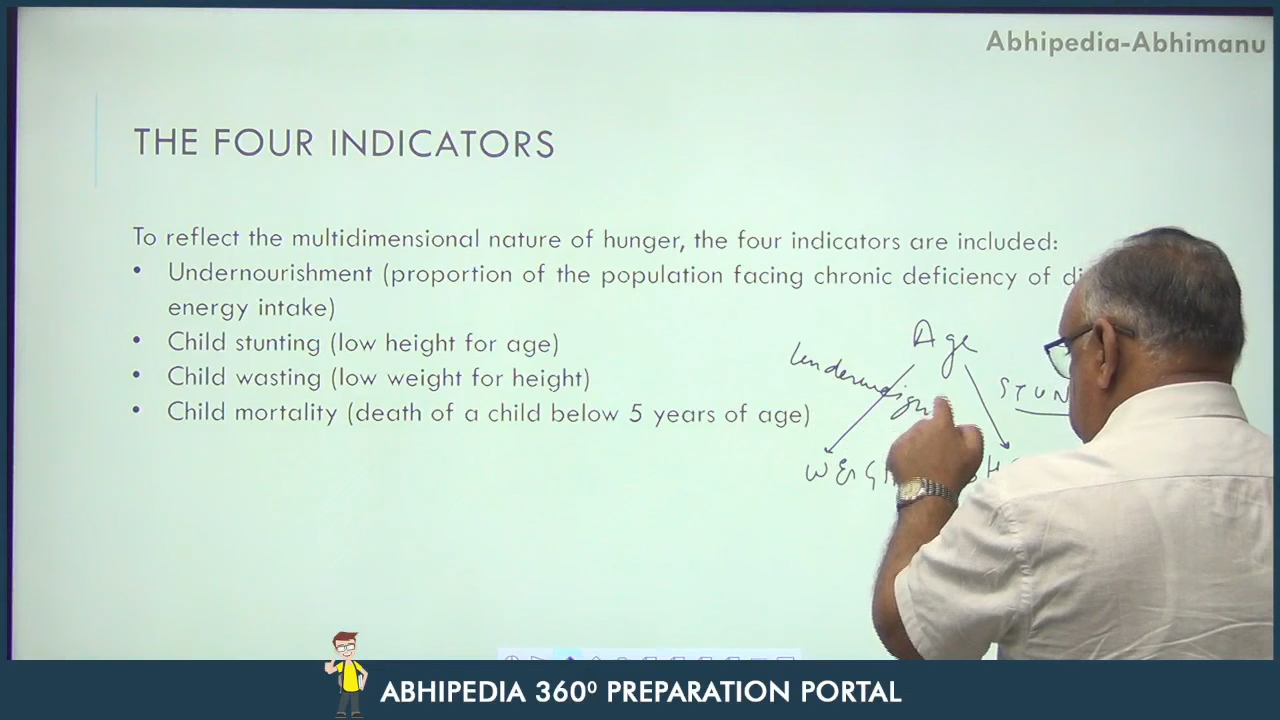 Abhipedia-Abhimanu
THE FOUR INDICATORS
To reflect the multidimensional nature of hunger, the four indicators are included:
• Undernourishment (proportion of the population facing chronic deficiency of
energy intake)
• Child stunting (low height for age)
• Child wasting (low weight for height)
• Child mortality (death of a child below 5 years of age)
Age
STUN
ABHIPEDIA 360⁰ PREPARATION PORTAL